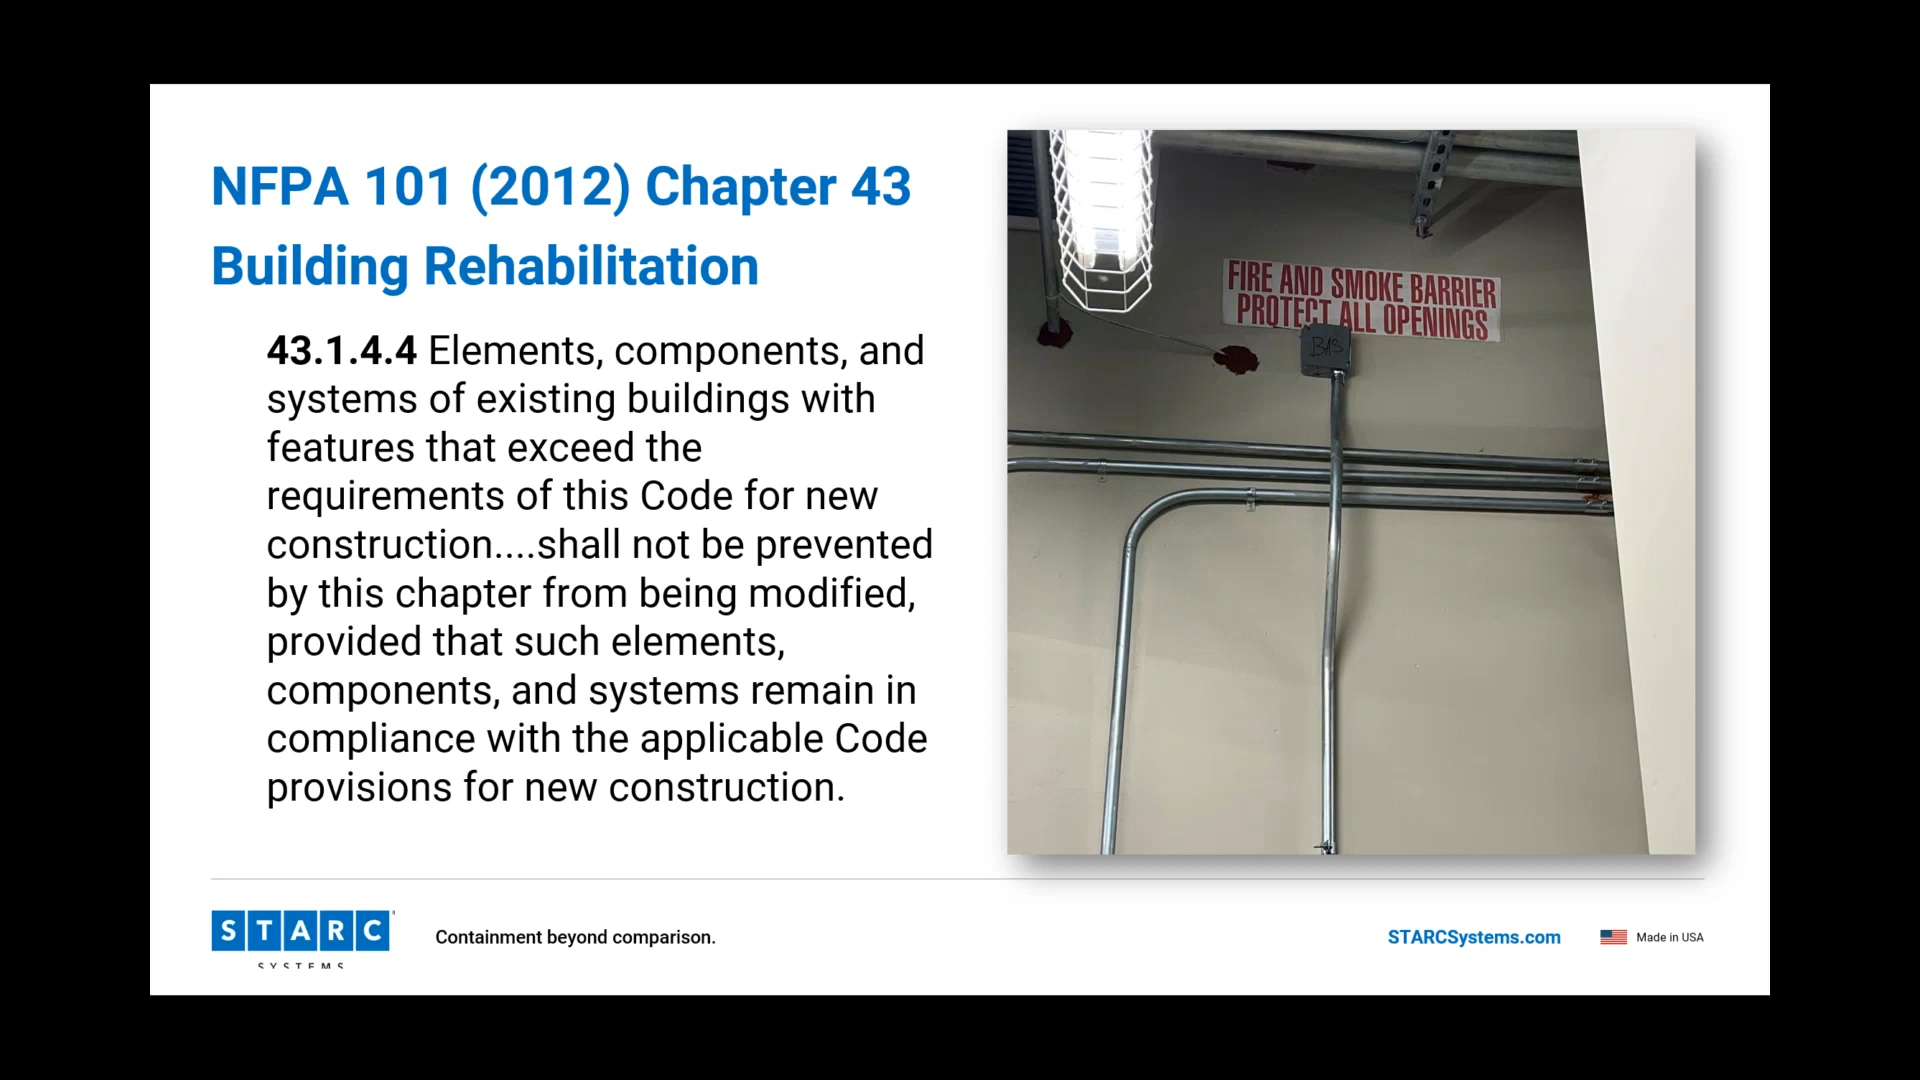 NFPA 101 (2012) Chapter 43
Building Rehabilitation
43.1.4.4 Elements, components, and
systems of existing buildings with
features that exceed the
requirements of this Code for new
construction....shall not be prevented
by this chapter from being modified,
provided that such elements,
components, and systems remain in
compliance with the applicable Code
provisions for new construction.
FIRE AND SMOKE BARRIER
PROTECT ALL OPENINGS
BAS
STARC
SYSTEMS
Containment beyond comparison.
STARCSystems.com
Made in USA